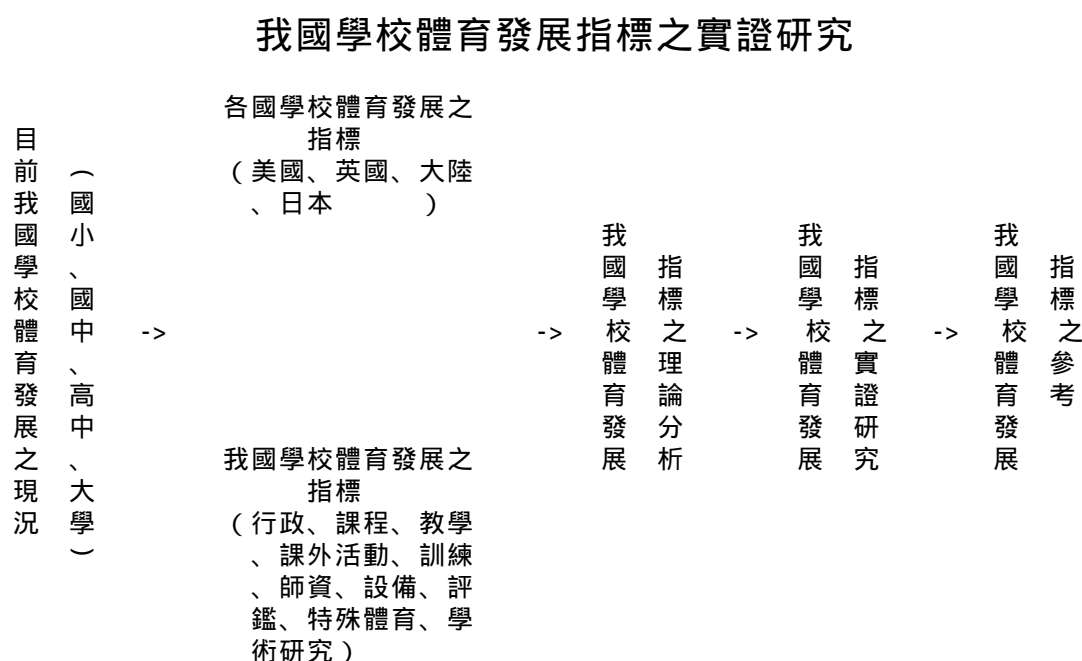 我國學校體育發展指標之實證研究
目前我國學校體育發展之現況
（國小、國中、高中、大學）
->
各國學校體育發展之
指標
（美國、英國、大陸
、日本　　　）
我國學校體育發展之
指標
（行政、課程、教學
、課外活動、訓練
、師資、設備、評
鑑、特殊體育、學
術研究）
->
我國學校體育發展
指標之理論分析
->
我國學校體育發展
指標之實證研究
->
我國學校體育發展
指標之參考